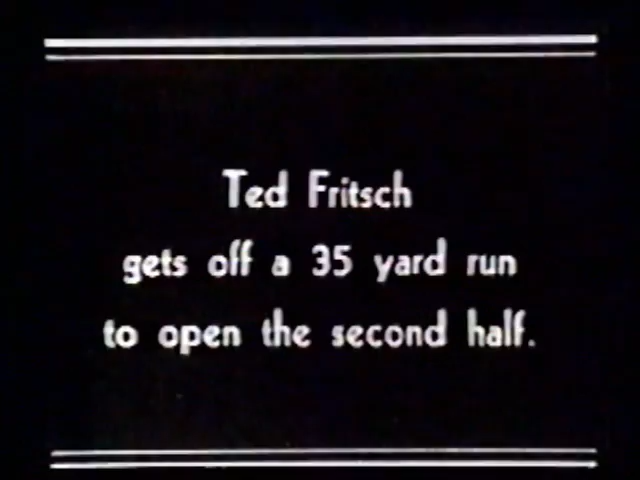 Ted Fritsch
gets off a 35 yard run
to open the second half.